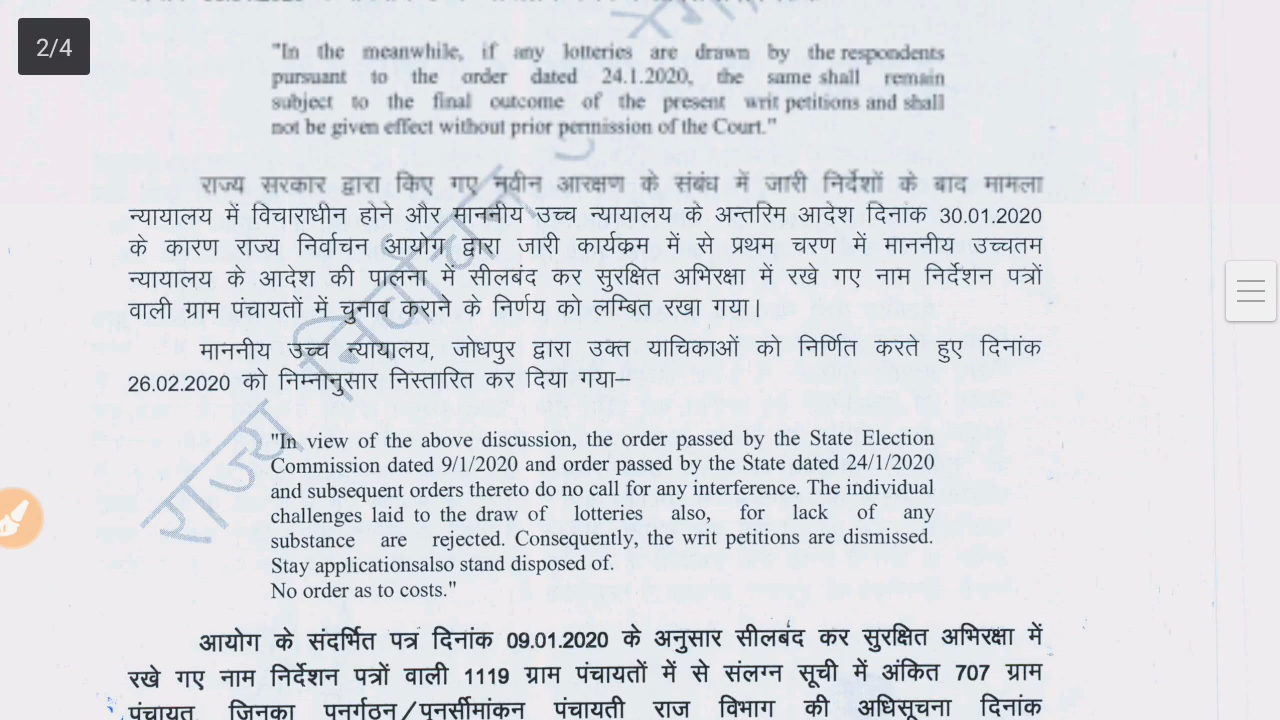 2/4
"In the meanwhile, if any lotteries are drawn by the respondents
pursuant to the order dated 24.1.2020, the same shall remain
subject to the final outcome of the present writ petitions and shall
not be given effect without prior permission of the Court."
राज्य सरकार द्वारा किए गए नवीन आरक्षण के संबंध में जारी निर्देशों के बाद मामला
न्यायालय में विचाराधीन होने और माननीय उच्च न्यायालय के अन्तरिम आदेश दिनांक 30.01.2020
के कारण राज्य निर्वाचन आयोग द्वारा जारी कार्यक्रम में से प्रथम चरण में माननीय उच्चतम
न्यायालय के आदेश की पालना में सीलबंद कर सुरक्षित अभिरक्षा में रखे गए नाम निर्देशन पत्रों
वाली ग्राम पंचायतों में चुनाव कराने के निर्णय को लम्बित रखा गया।
माननीय उच्च न्यायालय, जोधपुर द्वारा उक्त याचिकाओं को निर्णित करते हुए दिनांक
26.02.2020 को निम्नानुसार निस्तारित कर दिया गया–
"In view of the above discussion, the order passed by the State Election
Commission dated 9/1/2020 and order passed by the State dated 24/1/2020
and subsequent orders thereto do no call for any interference. The individual
challenges laid to the draw of lotteries also, for lack of any
substance are rejected. Consequently, the writ petitions are dismissed.
Stay applicationsalso stand disposed of.
No order as to costs."
आयोग के संदर्भित पत्र दिनांक 09.01.2020 के अनुसार सीलबंद कर सुरक्षित अभिरक्षा में
रखे गए नाम निर्देशन पत्रों वाली 1119 ग्राम पंचायतों में से संलग्न सूची में अंकित 707 ग्राम
पंचायत, जिनका पुनर्गठन/पुनर्सीमांकन पंचायती राज विभाग की अधिसूचना दिनांक
राज्य निर्वाचन